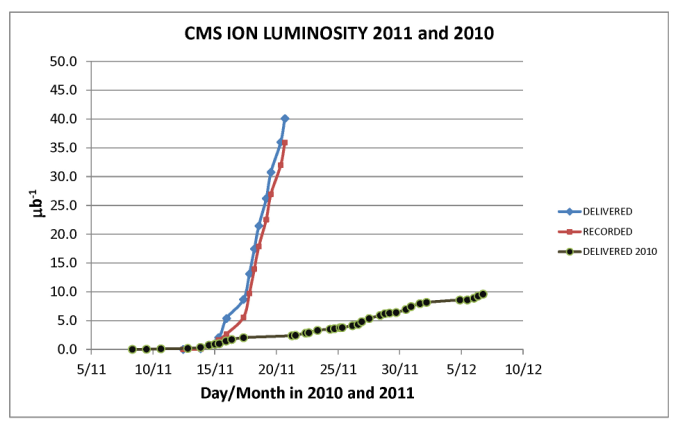 CMS ION LUMINOSITY 2011 and 2010
50.0
45.0
40.0
35.0
30.0
25.0
20.0
15.0
10.0
5.0
0.0
µb-1
5/11 10/11 15/11 20/11 25/11 30/11 5/12 10/12
Day/Month in 2010 and 2011
DELIVERED
RECORDED
DELIVERED 2010